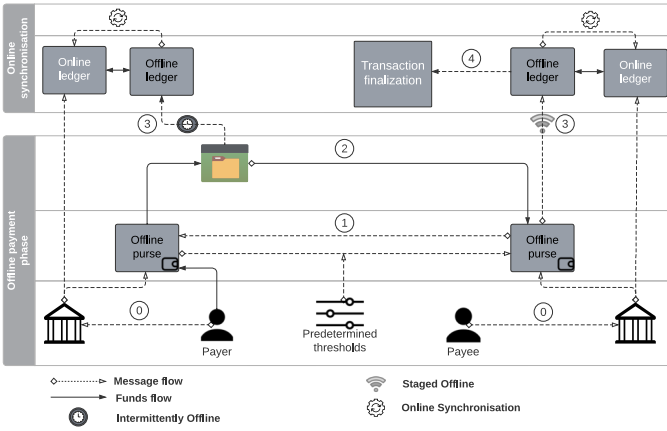 Online
synchronisation
Online
ledger
Offline
ledger
Transaction
finalization
4
Offline
ledger
Online
ledger
3
3
Offline payment
phase
2
1
Offline
purse
Offline
purse
0
0
Payer
Predetermined
thresholds
Payee
Message flow
Funds flow
Intermittently Offline
Staged Offline
Online Synchronisation